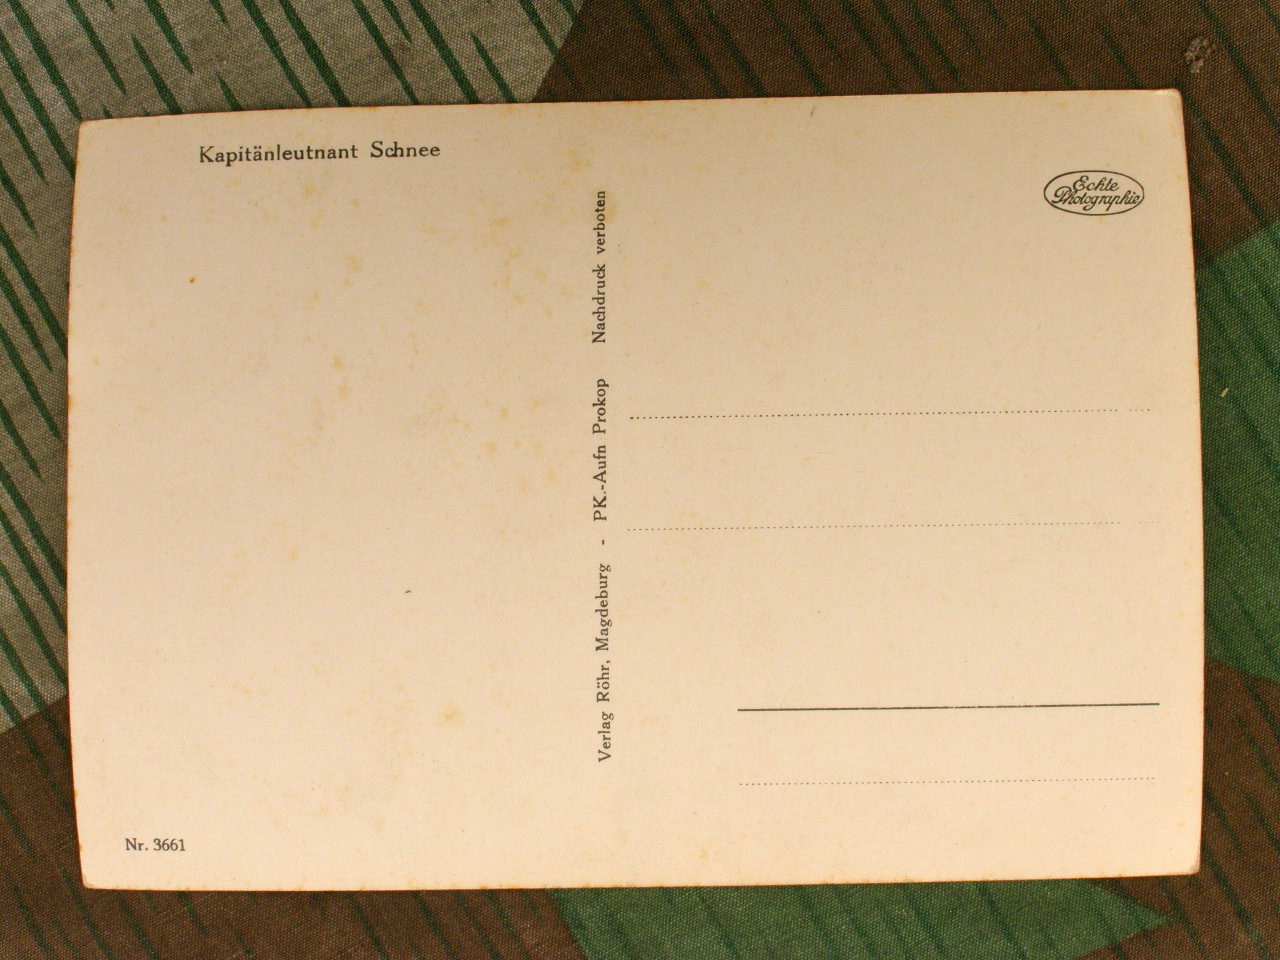 Kapitänleutnant Schnee
Verlag Röhr, Magdeburg - PK.-Aufn Prokop Nachdruck verboten
Echte
Photographie
Nr. 3661